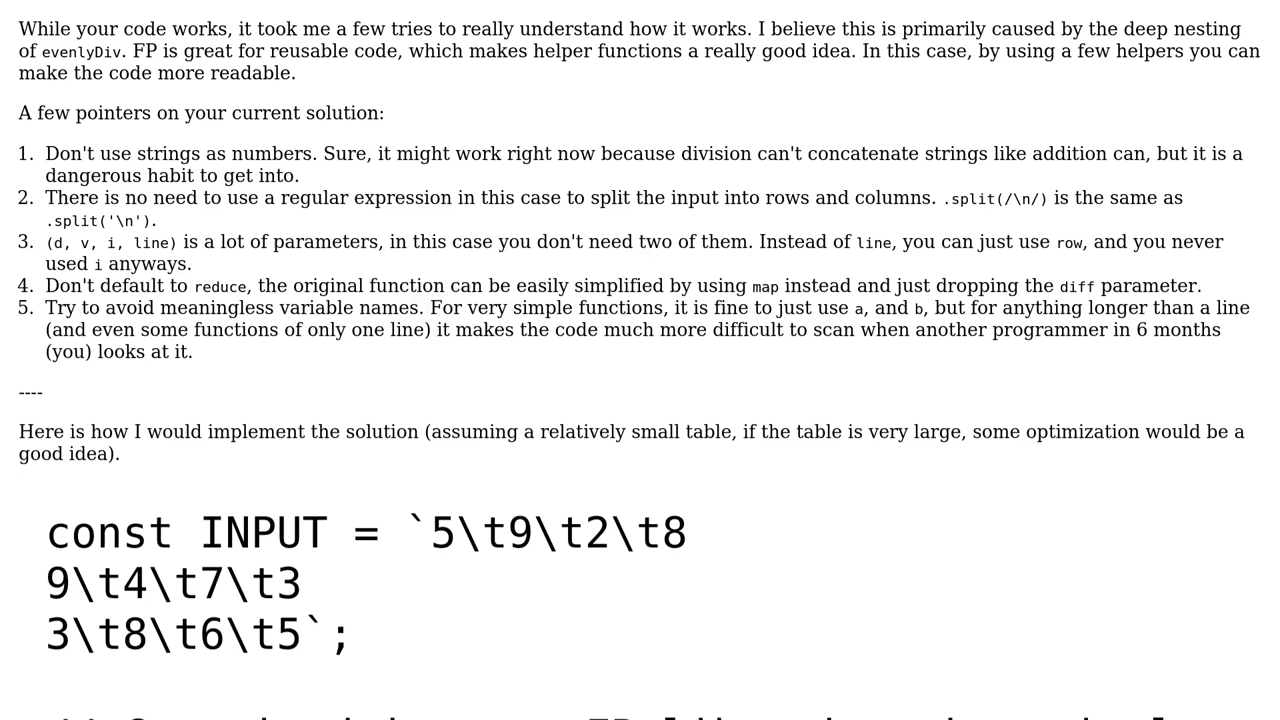 While your code works, it took me a few tries to really understand how it works. I believe this is primarily caused by the deep nesting
of evenlyDiv. FP is great for reusable code, which makes helper functions a really good idea. In this case, by using a few helpers you can
make the code more readable.
A few pointers on your current solution:
1. Don't use strings as numbers. Sure, it might work right now because division can't concatenate strings like addition can, but it is a
dangerous habit to get into.
2. There is no need to use a regular expression in this case to split the input into rows and columns. .split(/\n/) is the same as
.split('\n').
3. (d, v, i, line) is a lot of parameters, in this case you don't need two of them. Instead of line, you can just use row, and you never
used i anyways.
4. Don't default to reduce, the original function can be easily simplified by using map instead and just dropping the diff parameter.
5. Try to avoid meaningless variable names. For very simple functions, it is fine to just use a, and b, but for anything longer than a line
(and even some functions of only one line) it makes the code much more difficult to scan when another programmer in 6 months
(you) looks at it.
----
Here is how I would implement the solution (assuming a relatively small table, if the table is very large, some optimization would be a
good idea).
const INPUT = `5\t9\t2\t8
9\t4\t7\t3
3\t8\t6\t5`;